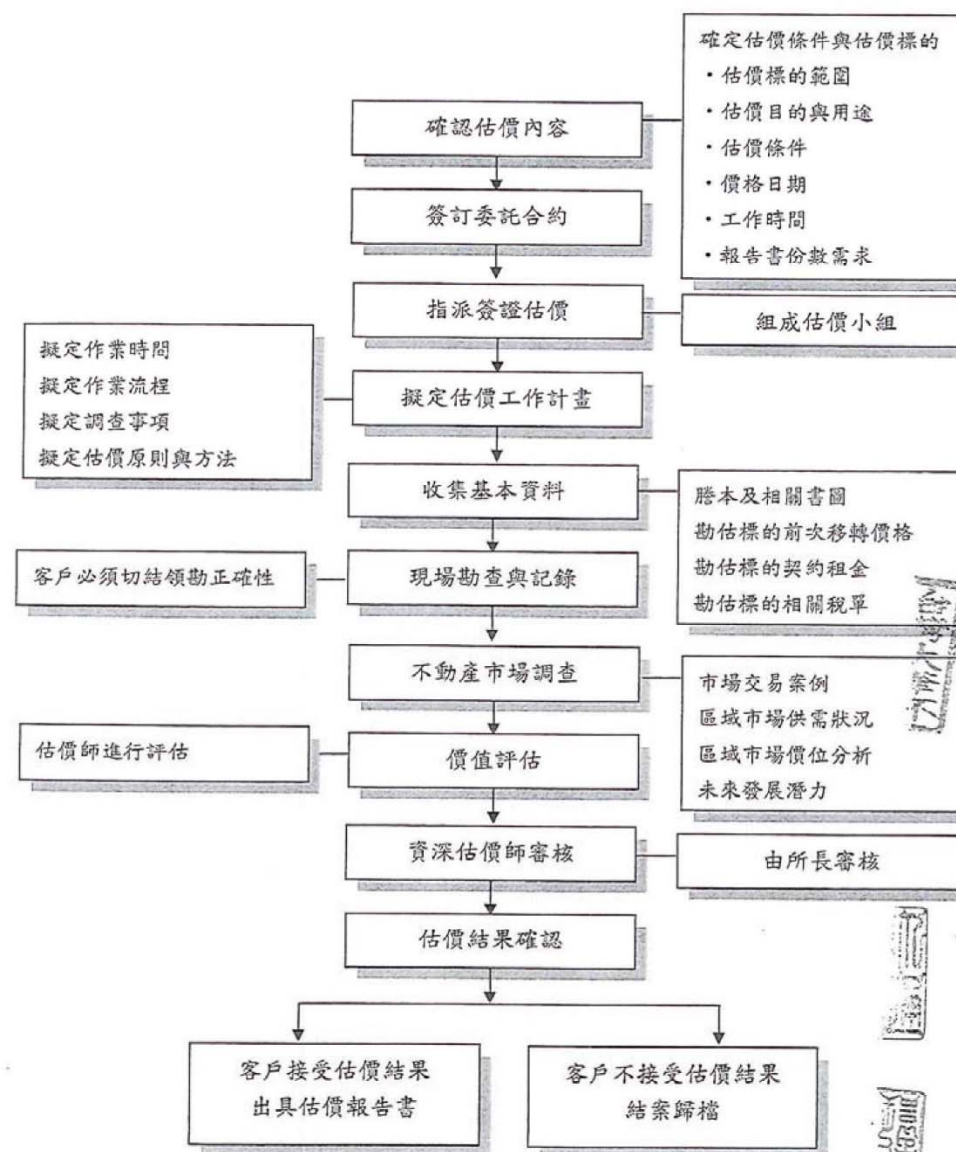 確認估價內容
確定估價條件與估價標的
・估價標的範圍
・估價目的與用途
・估價條件
・價格日期
・工作時間
・報告書份數需求
簽訂委託合約
指派簽證估價
組成估價小組
擬定估價工作計畫
擬定作業時間
擬定作業流程
擬定調查事項
擬定估價原則與方法
收集基本資料
謄本及相關書圖
勘估標的前次移轉價格
勘估標的契約租金
勘估標的相關稅單
現場勘查與記錄
客戶必須切結領勘正確性
不動產市場調查
市場交易案例
區域市場供需狀況
區域市場價位分析
未來發展潛力
價值評估
估價師進行評估
資深估價師審核
由所長審核
估價結果確認
客戶接受估價結果
出具估價報告書
客戶不接受估價結果
結案歸檔